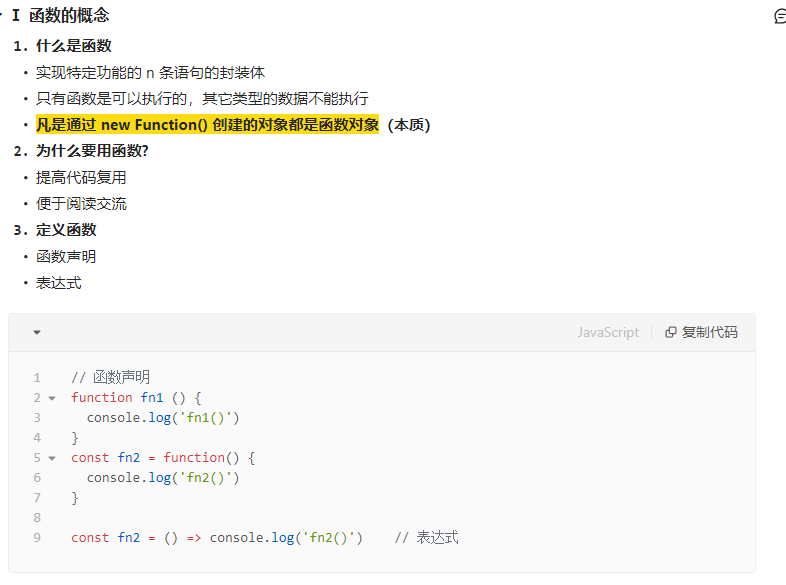 I 函数的概念
1. 什么是函数
• 实现特定功能的 n 条语句的封装体
• 只有函数是可以执行的，其它类型的数据不能执行
• 凡是通过 new Function() 创建的对象都是函数对象（本质）
2. 为什么要用函数?
• 提高代码复用
• 便于阅读交流
3. 定义函数
• 函数声明
• 表达式
JavaScript 复制代码
1 // 函数声明
2 function fn1 () {
3 console.log('fn1()')
4 }
5 const fn2 = function() {
6 console.log('fn2()')
7 }
8
9 const fn2 = () => console.log('fn2()') // 表达式